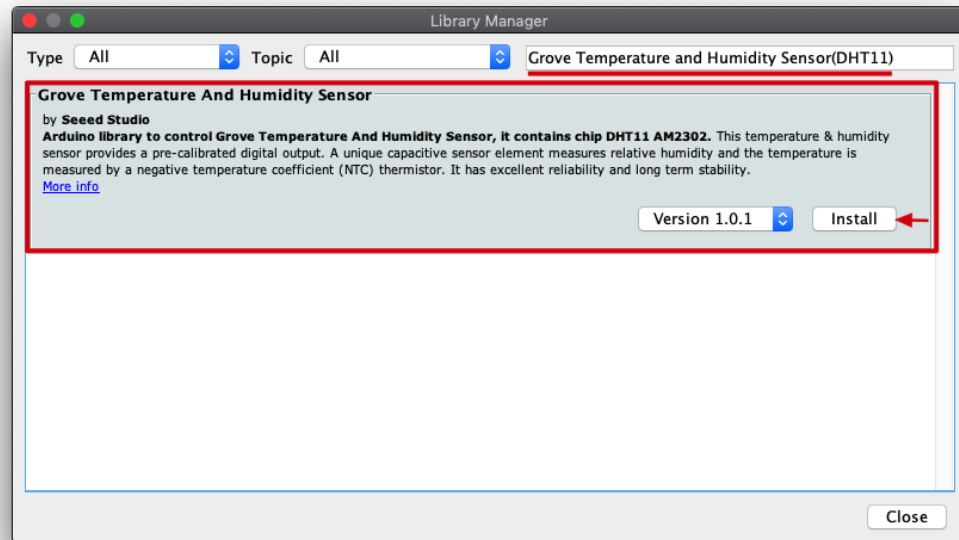 Library Manager
Type All Topic All Grove Temperature and Humidity Sensor(DHT11)
Grove Temperature And Humidity Sensor
by Seeed Studio
Arduino library to control Grove Temperature And Humidity Sensor, it contains chip DHT11 AM2302. This temperature & humidity
sensor provides a pre-calibrated digital output. A unique capacitive sensor element measures relative humidity and the temperature is
measured by a negative temperature coefficient (NTC) thermistor. It has excellent reliability and long term stability.
More info
Version 1.0.1 Install
Close